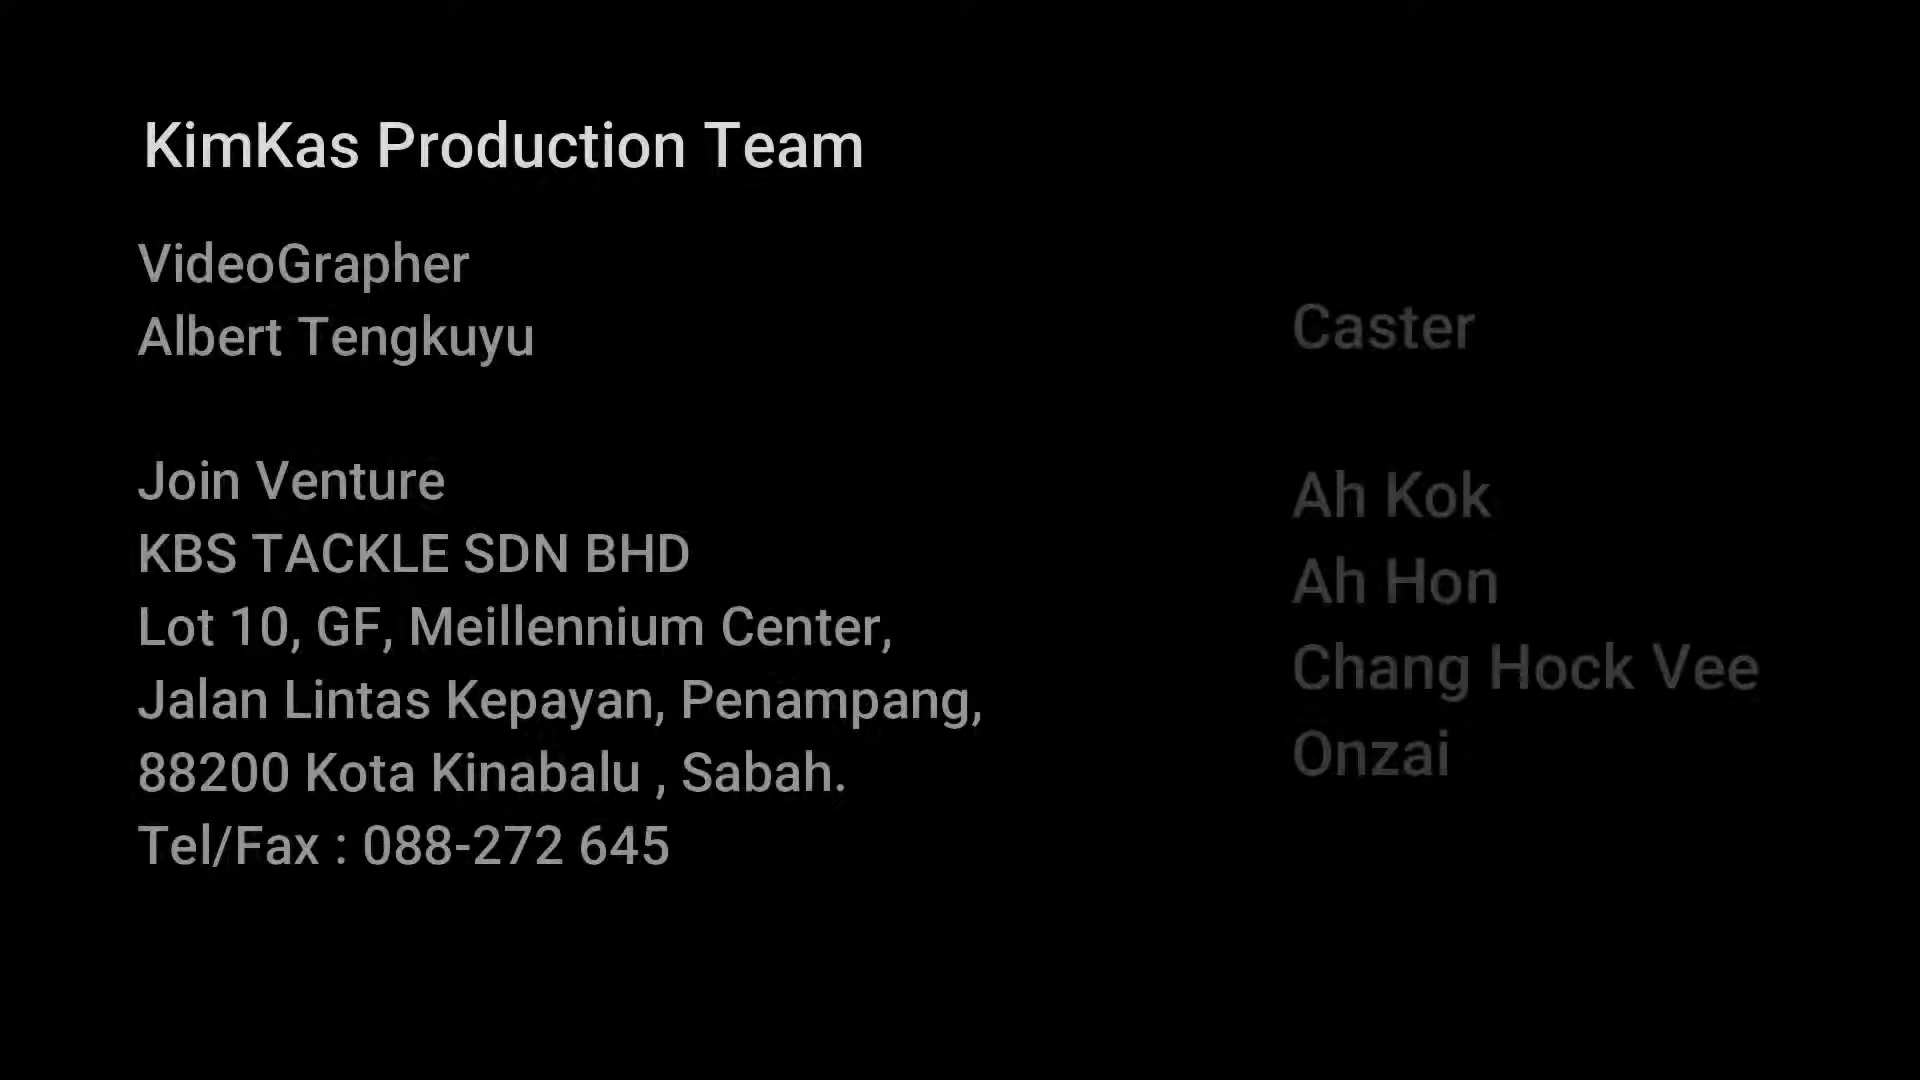 KimKas Production Team
VideoGrapher
Albert Tengkuyu
Join Venture
KBS TACKLE SDN BHD
Lot 10, GF, Meillennium Center,
Jalan Lintas Kepayan, Penampang,
88200 Kota Kinabalu , Sabah.
Tel/Fax : 088-272 645
Caster
Ah Kok
Ah Hon
Chang Hock Vee
Onzai